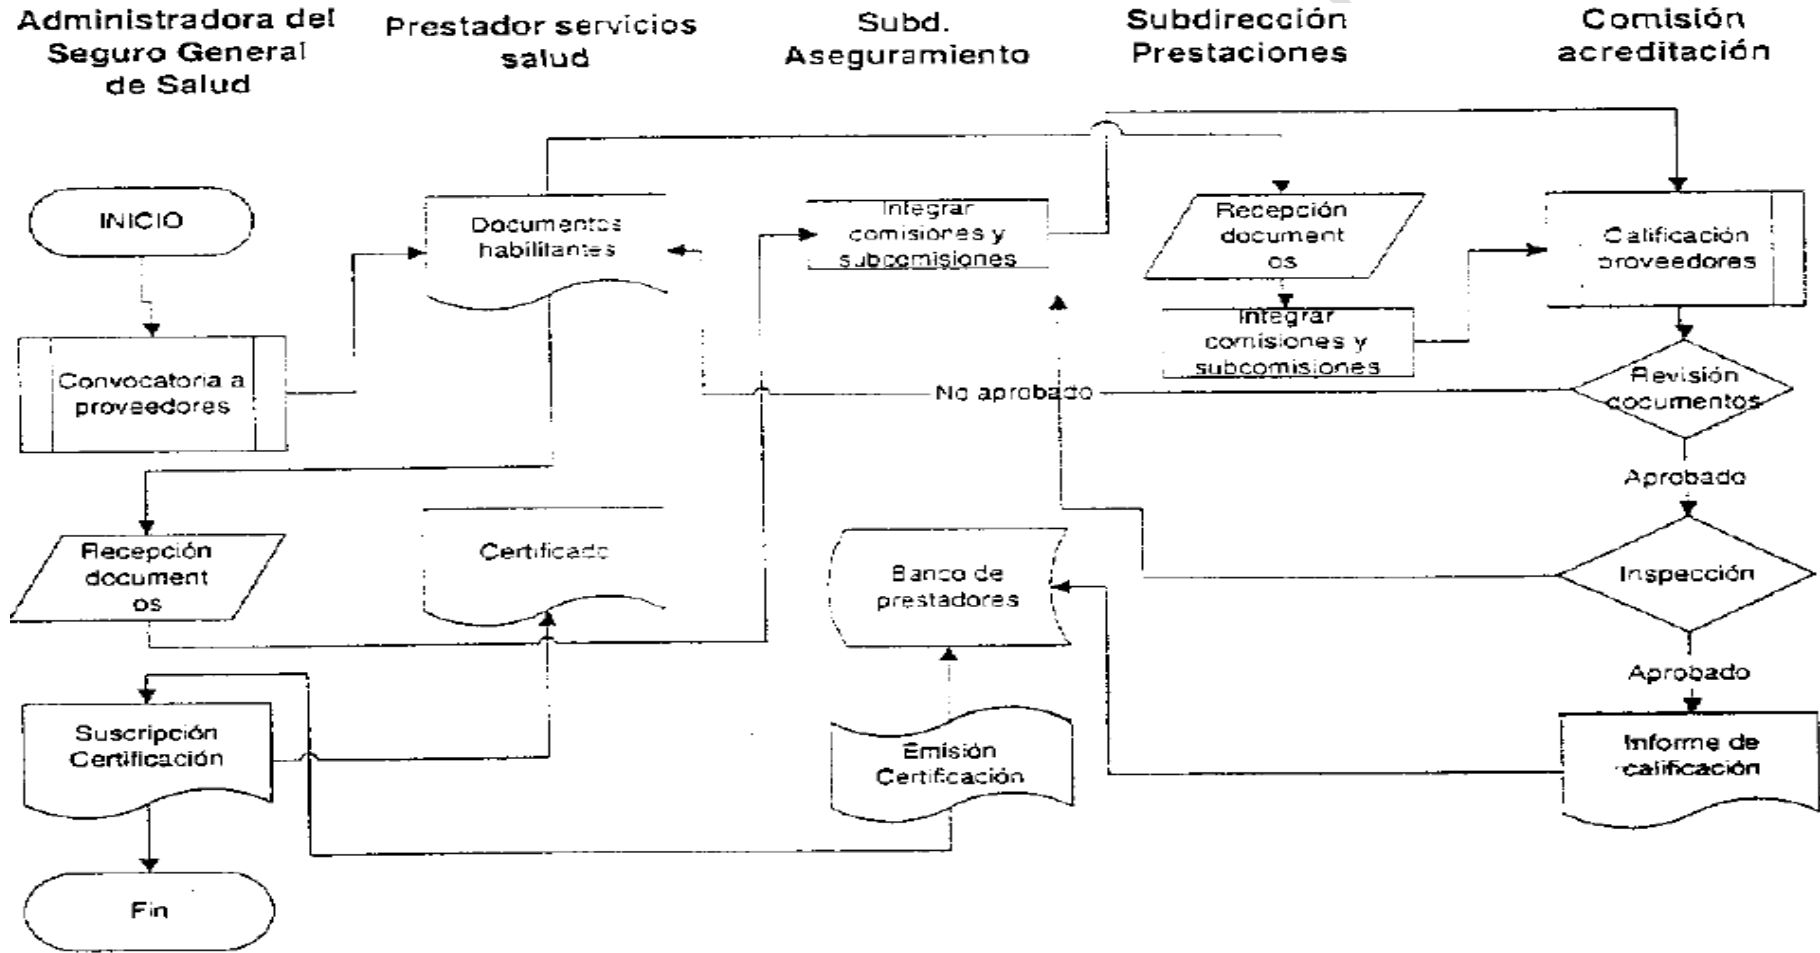 Administradora del
Seguro General
de Salud
Prestador servicios
salud
Subd.
Aseguramiento
Subdirección
Prestaciones
Comisión
acreditación
INICIO
Documentos
habilitantes
Integrar
comisiones y
subcomisiones
Recepción
document
os
Calificación
proveedores
Integrar
comisiones y
subcomisiones
Convocatoria a
proveedores
No aprobado
Revisión
documentos
Aprobado
Recepción
document
os
Certificado
Banco de
prestadores
Inspección
Aprobado
Suscripción
Certificación
Emisión
Certificación
Informe de
calificación
Fin